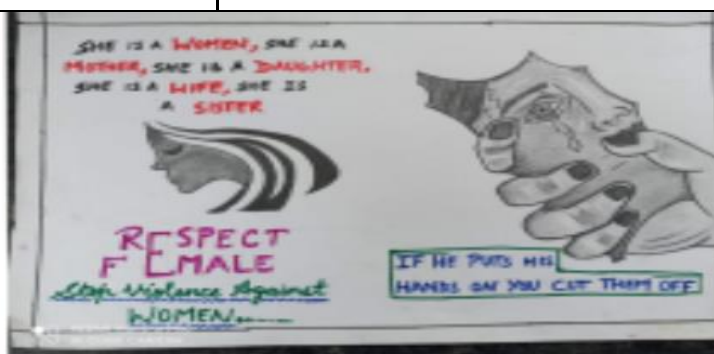 SHE IS A WOMEN, SHE IS A
MOTHER, SHE IS A DAUGHTER.
SHE IS A WIFE, SHE IS
A SISTER
RESPECT
FEMALE
Stop Violance Against
WOMEN.......
IF HE PUTS HIS
HANDS ON YOU CUT THEM OFF